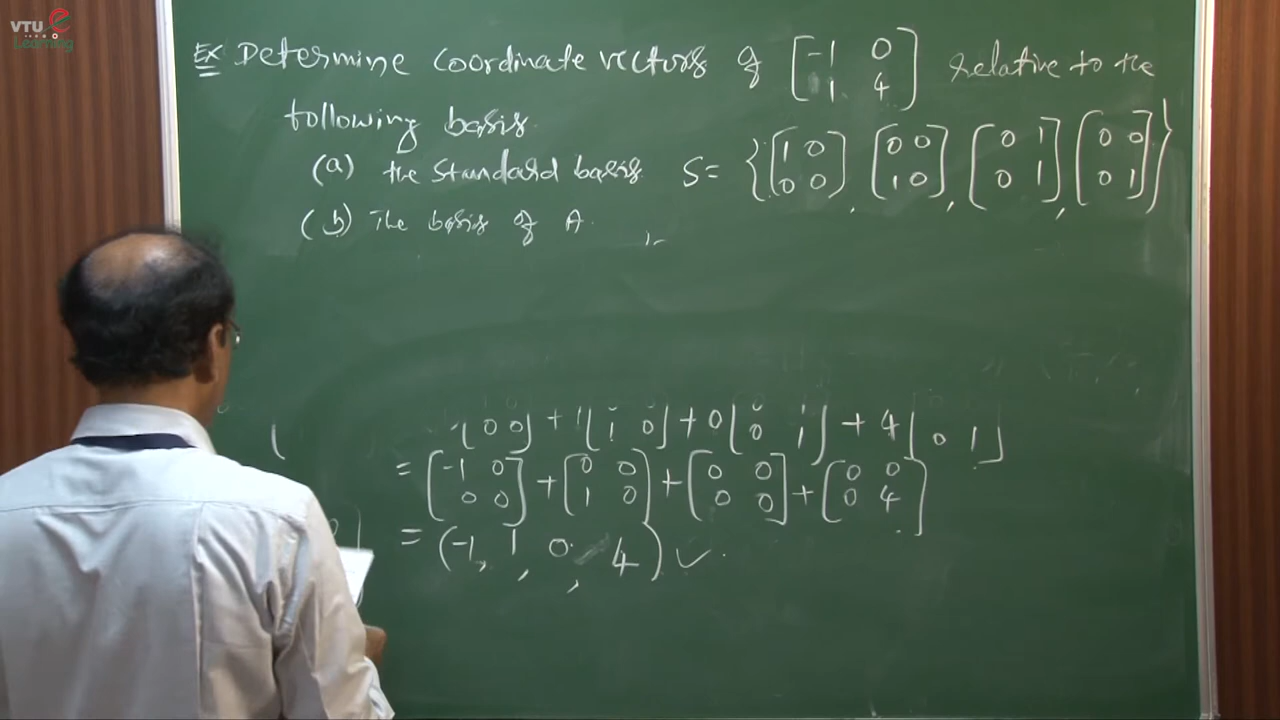 VTU e
Learning
Ex Determine coordinate vectors of [-1 0
1 4] relative to the
following basis.
(a) the standard basis S = {[1 0
0 0], [0 0
1 0], [0 1
0 1], [0 0
0 1]}
(b) The basis of A.
[0 0] + 1[1 0] + 0[0 1] + 4[0 1]
= [-1 0
0 0] + [0 0
1 0] + [0 0
0 0] + [0 0
0 4]
= (-1, 1, 0, 4) ✓.